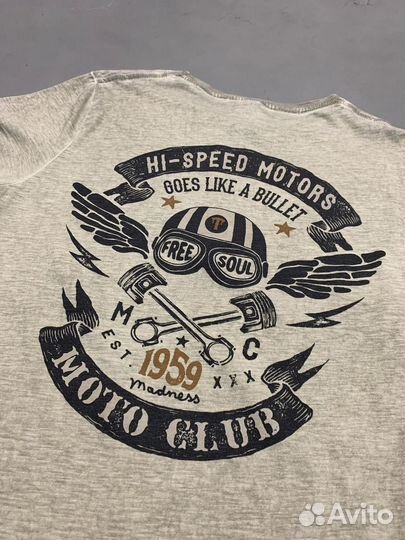 HI-SPEED MOTORS
GOES LIKE A BULLET
T
FREE SOUL
M C
EST. 1959 XXX
madness
MOTO CLUB
Avito